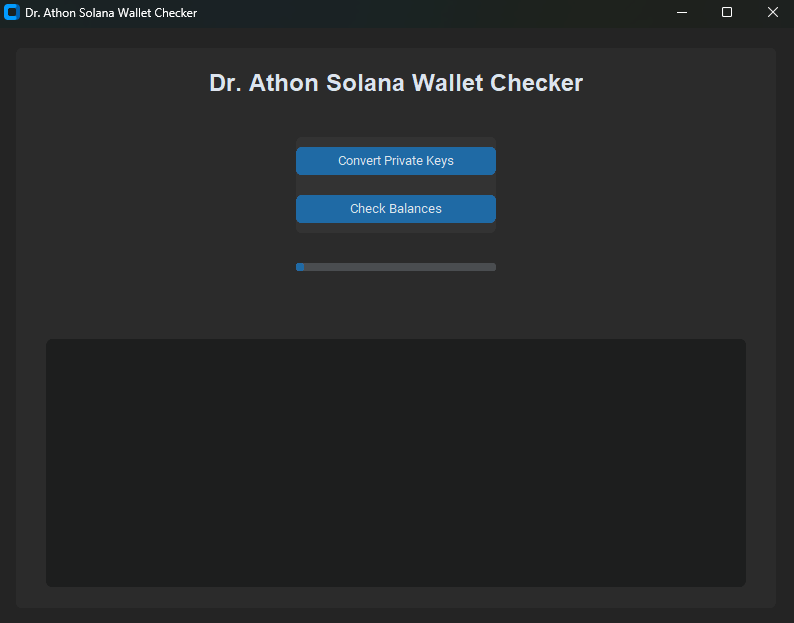 Dr. Athon Solana Wallet Checker
Dr. Athon Solana Wallet Checker
Convert Private Keys
Check Balances